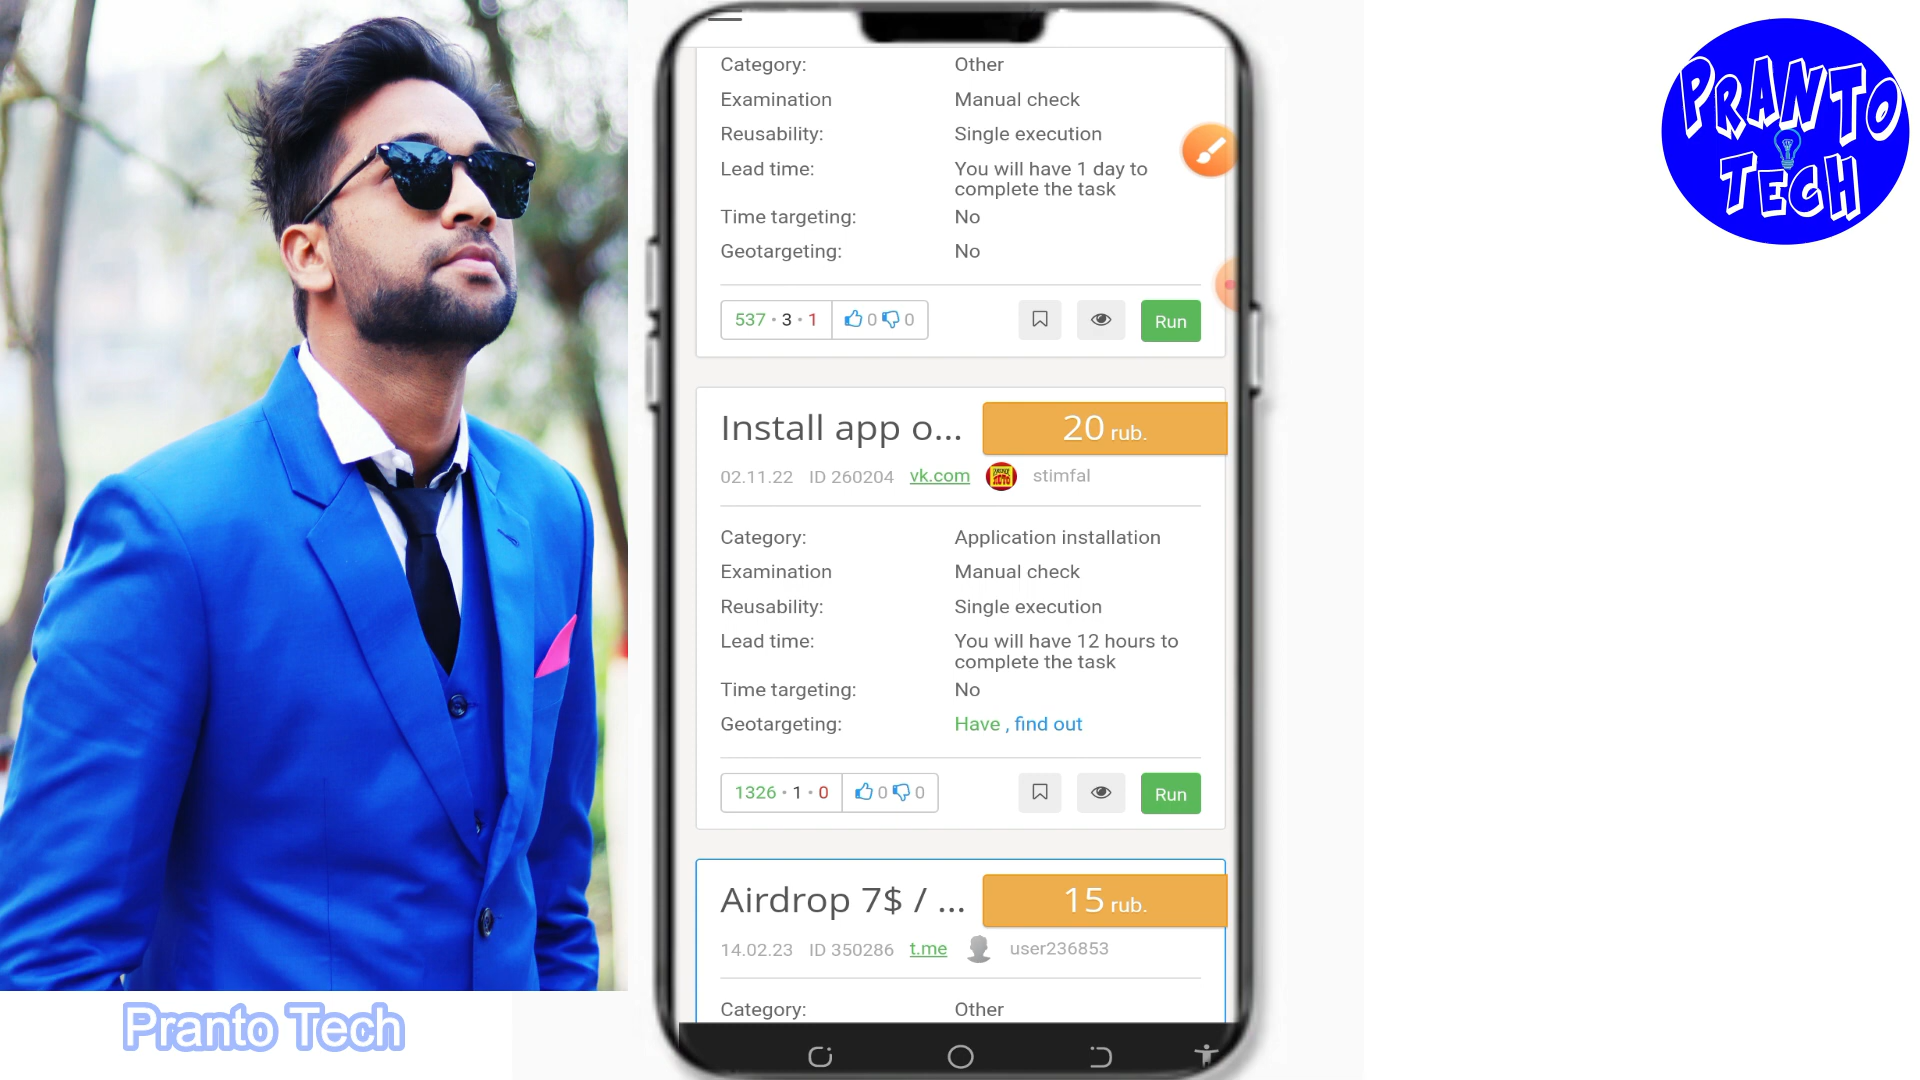 Category: Other
Examination Manual check
Reusability: Single execution
Lead time: You will have 1 day to
complete the task
Time targeting: No
Geotargeting: No
537 • 3 • 1 0 0 Run
Install app o... 20 rub.
02.11.22 ID 260204 vk.com stimfal
Category: Application installation
Examination Manual check
Reusability: Single execution
Lead time: You will have 12 hours to
complete the task
Time targeting: No
Geotargeting: Have , find out
1326 • 1 • 0 0 0 Run
Airdrop 7$ / ... 15 rub.
14.02.23 ID 350286 t.me user236853
Category: Other
PRANTO
TECH
Pranto Tech